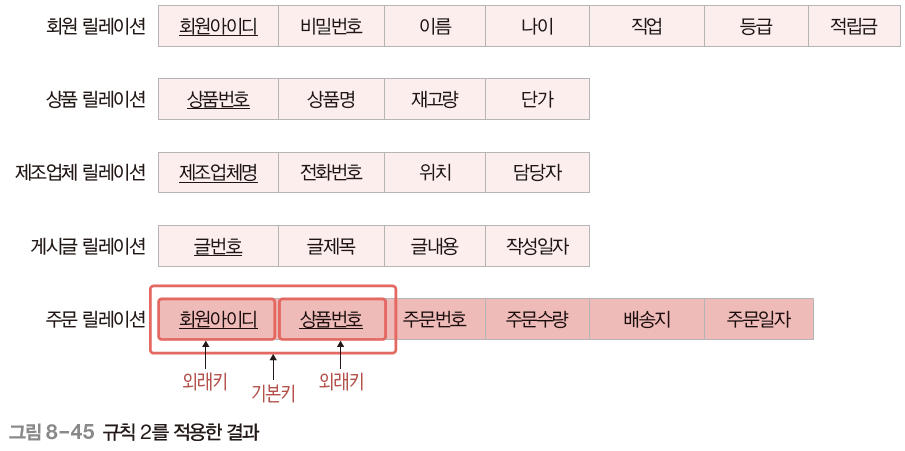 회원 릴레이션 회원아이디 비밀번호 이름 나이 직업 등급 적립금
상품 릴레이션 상품번호 상품명 재고량 단가
제조업체 릴레이션 제조업체명 전화번호 위치 담당자
게시글 릴레이션 글번호 글제목 글내용 작성일자
주문 릴레이션 회원아이디 상품번호 주문번호 주문수량 배송지 주문일자
외래키 기본키 외래키
그림 8-45 규칙 2를 적용한 결과